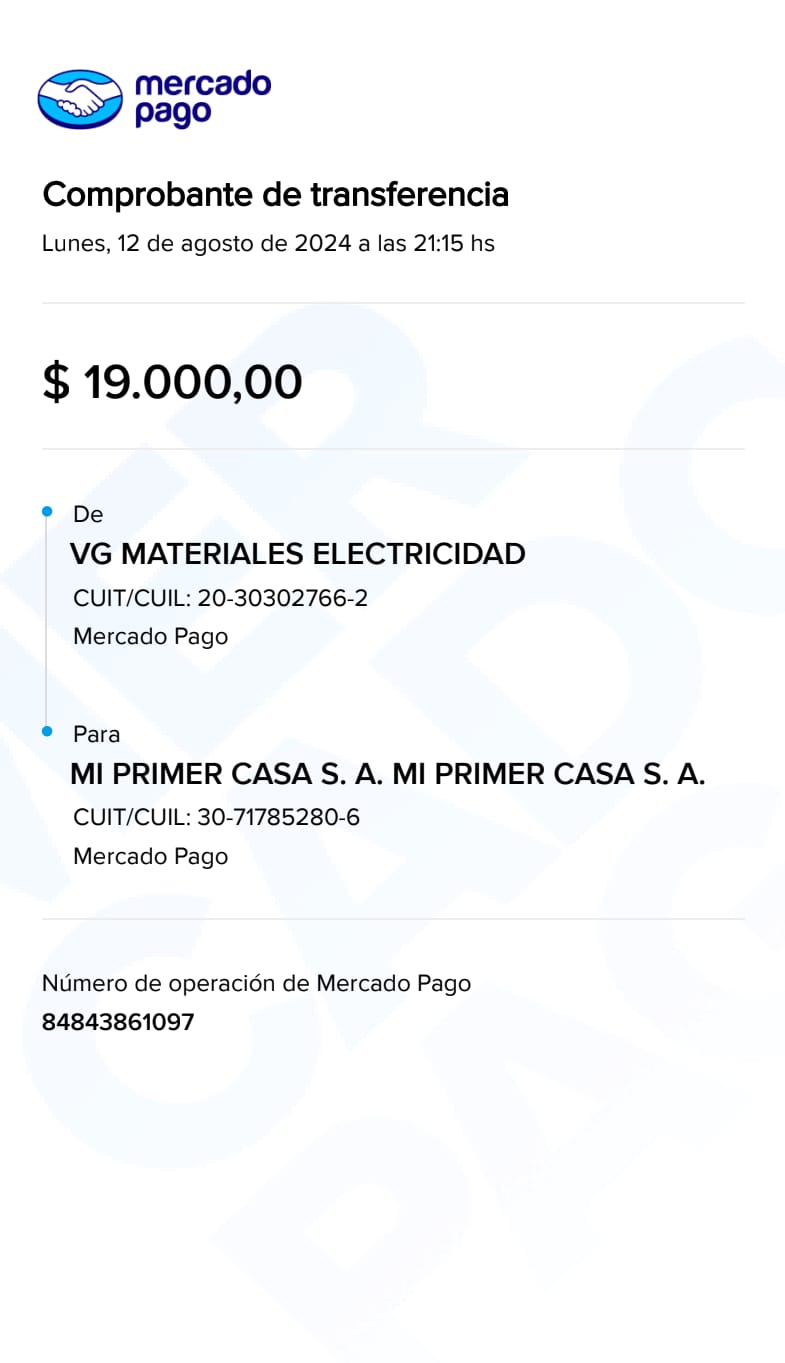 mercado
pago
Comprobante de transferencia
Lunes, 12 de agosto de 2024 a las 21:15 hs
$ 19.000,00
De
VG MATERIALES ELECTRICIDAD
CUIT/CUIL: 20-30302766-2
Mercado Pago
Para
MI PRIMER CASA S. A. MI PRIMER CASA S. A.
CUIT/CUIL: 30-71785280-6
Mercado Pago
Número de operación de Mercado Pago
84843861097
MERCADO
PAGO